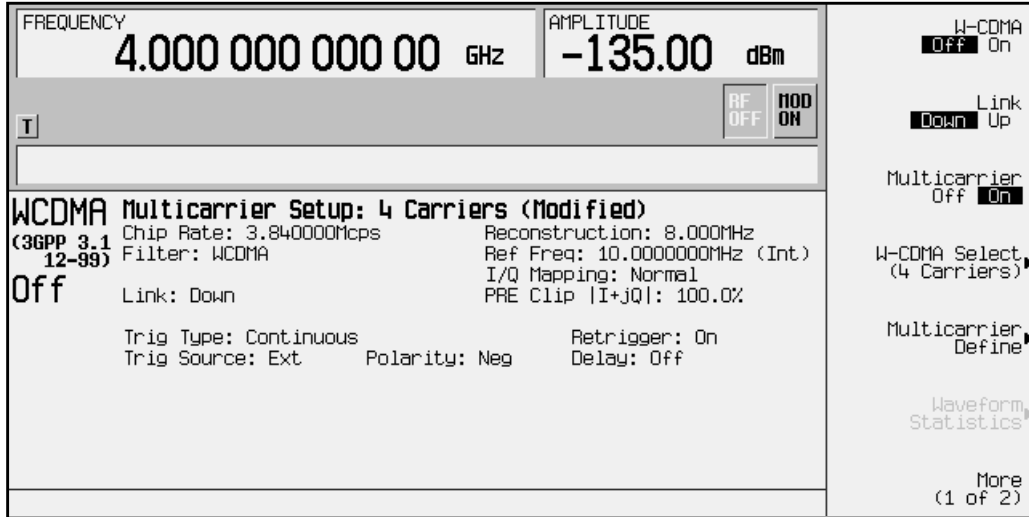 FREQUENCY
4.000 000 000 00 GHz
AMPLITUDE
-135.00 dBm
T
RF OFF
MOD ON
WCDMA
(3GPP 3.1
12-99)
Off
Multicarrier Setup: 4 Carriers (Modified)
Chip Rate: 3.840000Mcps
Reconstruction: 8.000MHz
Filter: WCDMA
Ref Freq: 10.0000000MHz (Int)
I/Q Mapping: Normal
Link: Down
PRE Clip |I+jQ|: 100.0%
Trig Type: Continuous
Retrigger: On
Trig Source: Ext
Polarity: Neg
Delay: Off
W-CDMA
Off On
Link
Down Up
Multicarrier
Off On
W-CDMA Select
(4 Carriers)
Multicarrier
Define
Waveform
Statistics
More
(1 of 2)